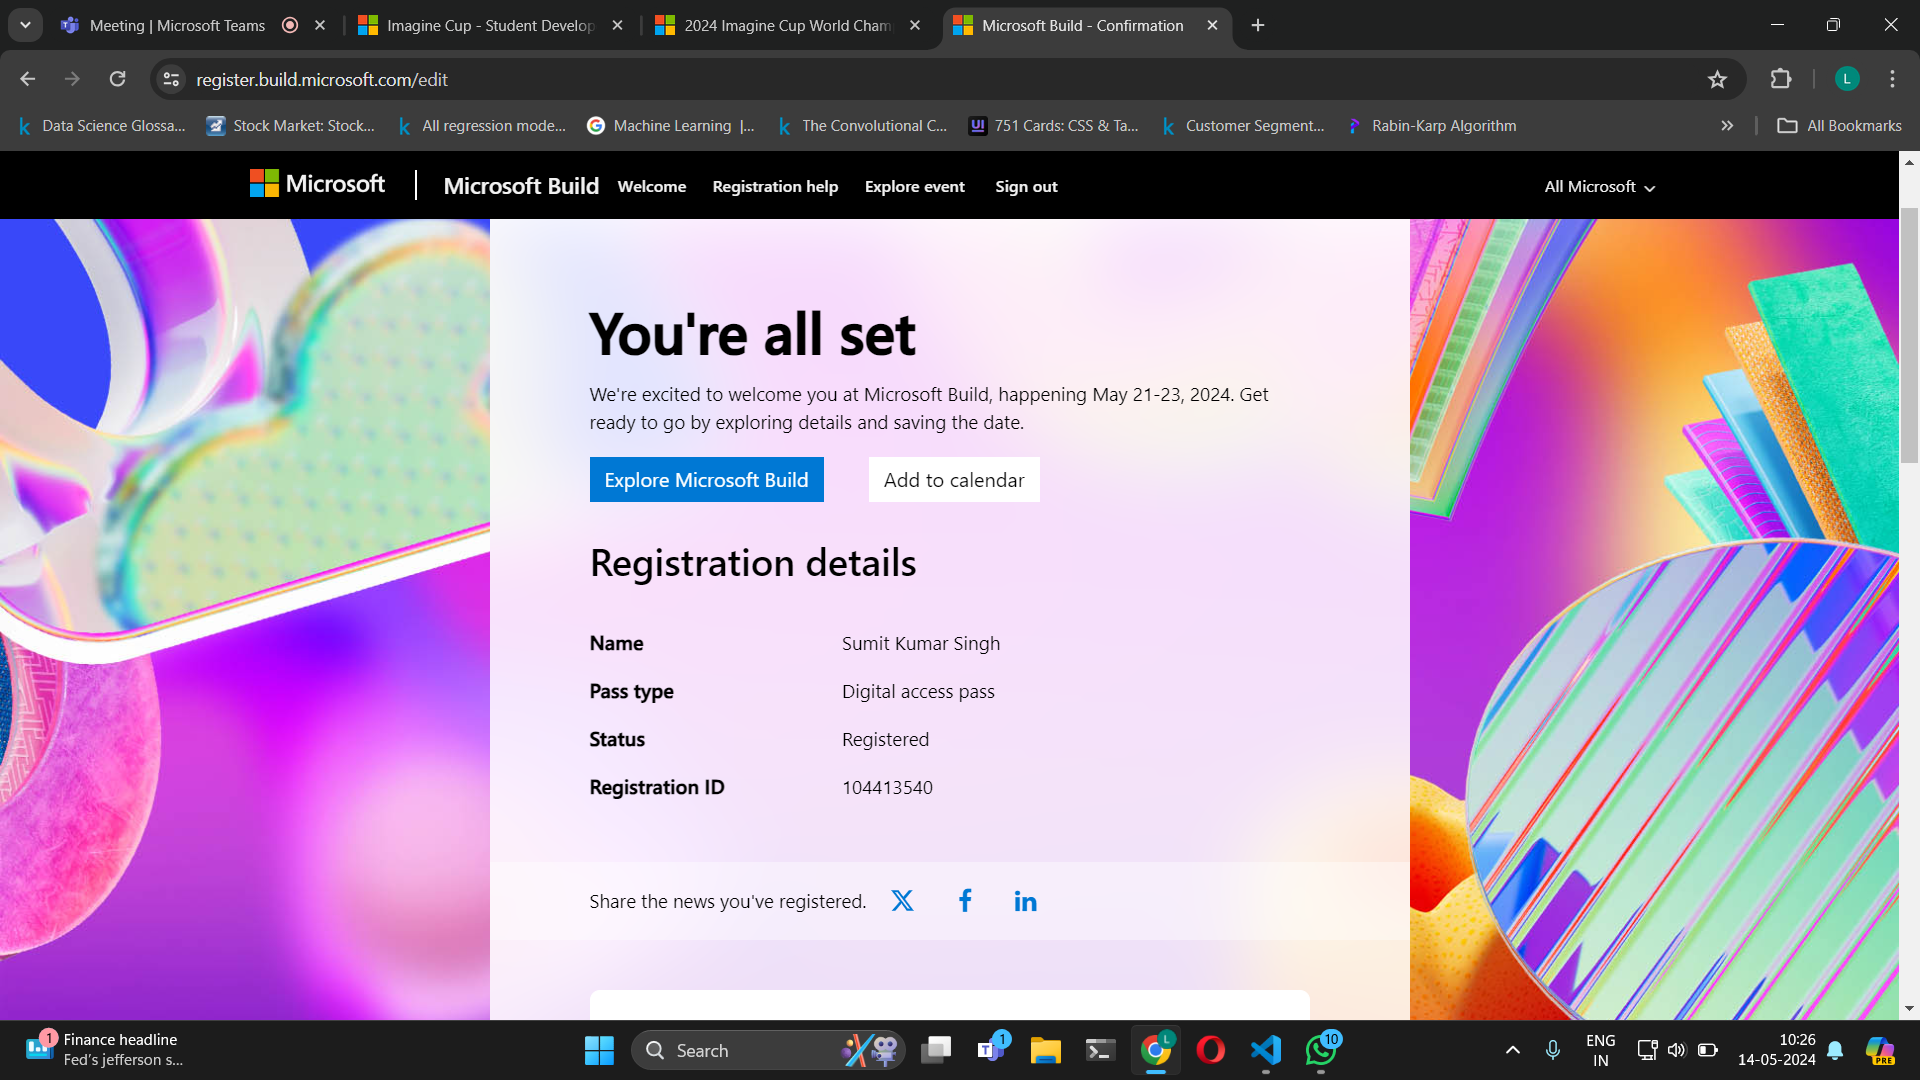 Meeting | Microsoft Teams
Imagine Cup - Student Develop
2024 Imagine Cup World Cham
Microsoft Build - Confirmation
register.build.microsoft.com/edit
L
Data Science Glossa...
Stock Market: Stock...
All regression mode...
Machine Learning |...
The Convolutional C...
UI
751 Cards: CSS & Ta...
Customer Segment...
Rabin-Karp Algorithm
All Bookmarks
Microsoft
Microsoft Build
Welcome
Registration help
Explore event
Sign out
All Microsoft
You're all set
We're excited to welcome you at Microsoft Build, happening May 21-23, 2024. Get
ready to go by exploring details and saving the date.
Explore Microsoft Build
Add to calendar
Registration details
Name Sumit Kumar Singh
Pass type Digital access pass
Status Registered
Registration ID 104413540
Share the news you've registered.
1
Finance headline
Fed's jefferson s...
Search
1
L
10
ENG
IN
10:26
14-05-2024
PRE